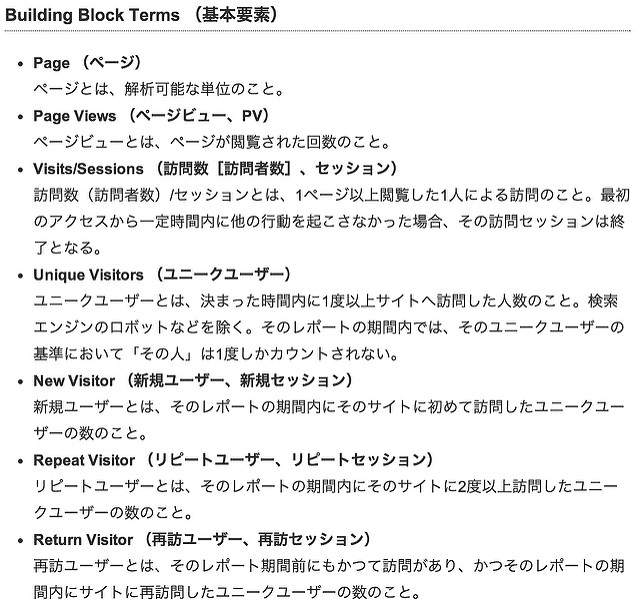 Building Block Terms （基本要素）
• Page （ページ）
ページとは、解析可能な単位のこと。
• Page Views （ページビュー、PV）
ページビューとは、ページが閲覧された回数のこと。
• Visits/Sessions （訪問数［訪問者数］、セッション）
訪問数（訪問者数）/セッションとは、1ページ以上閲覧した1人による訪問のこと。最初
のアクセスから一定時間内に他の行動を起こさなかった場合、その訪問セッションは終
了となる。
• Unique Visitors （ユニークユーザー）
ユニークユーザーとは、決まった時間内に1度以上サイトへ訪問した人数のこと。検索
エンジンのロボットなどを除く。そのレポートの期間内では、そのユニークユーザーの
基準において「その人」は1度しかカウントされない。
• New Visitor （新規ユーザー、新規セッション）
新規ユーザーとは、そのレポートの期間内にそのサイトに初めて訪問したユニークユー
ザーの数のこと。
• Repeat Visitor （リピートユーザー、リピートセッション）
リピートユーザーとは、そのレポートの期間内にそのサイトに2度以上訪問したユニー
クユーザーの数のこと。
• Return Visitor （再訪ユーザー、再訪セッション）
再訪ユーザーとは、そのレポート期間前にもかつて訪問があり、かつそのレポートの期
間内にサイトに再訪問したユニークユーザーの数のこと。